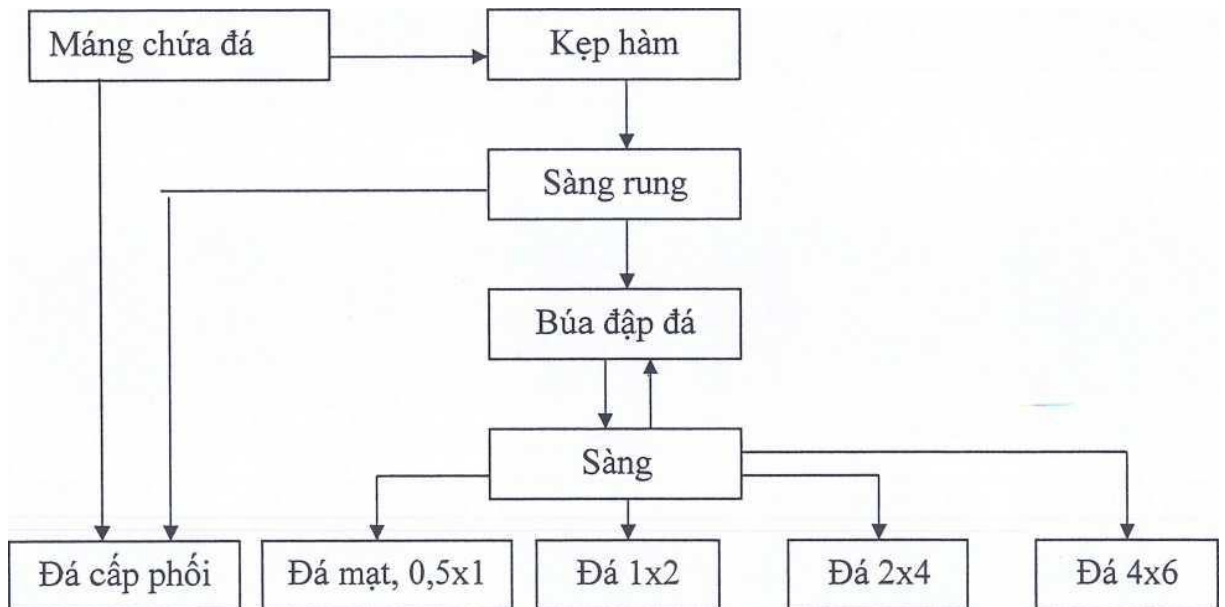 Máng chứa đá
Kẹp hàm
Sàng rung
Búa đập đá
Sàng
Đá cấp phối
Đá mạt, 0,5x1
Đá 1x2
Đá 2x4
Đá 4x6